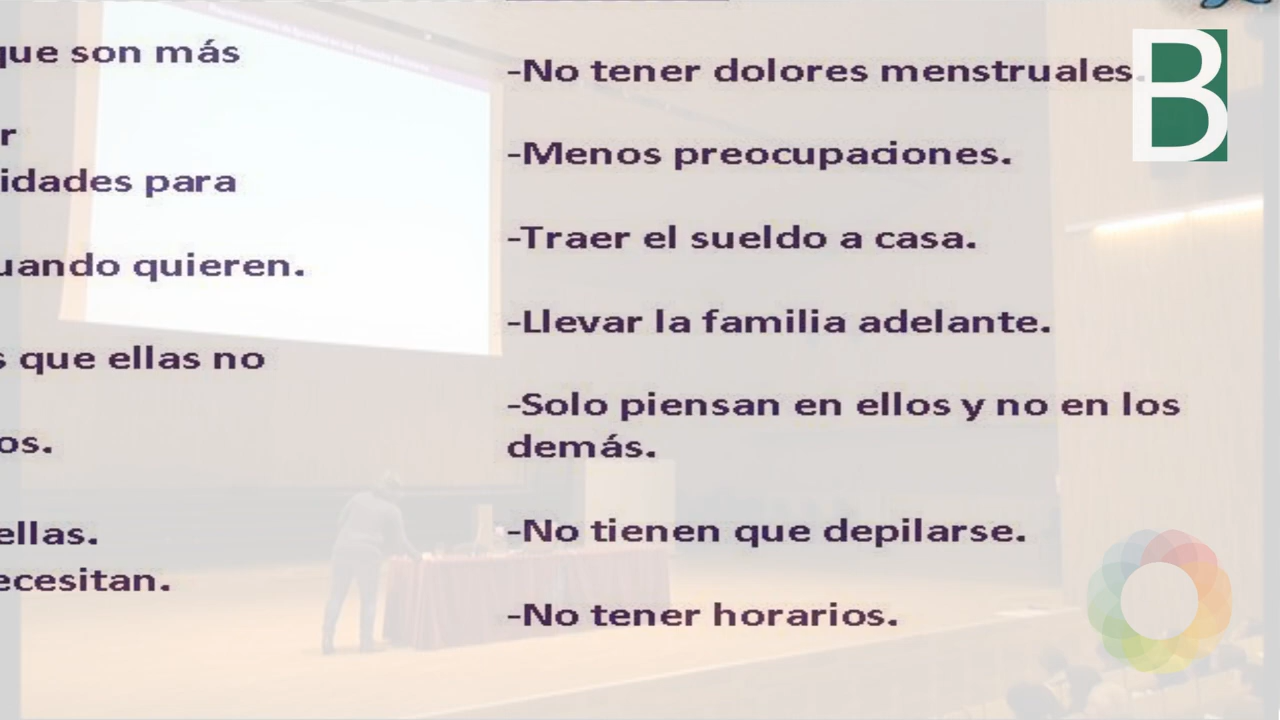 que son más
r
idades para
uando quieren.
s que ellas no
os.
ellas.
ecesitan.
-No tener dolores menstruales.
-Menos preocupaciones.
-Traer el sueldo a casa.
-Llevar la familia adelante.
-Solo piensan en ellos y no en los
demás.
-No tienen que depilarse.
-No tener horarios.
B